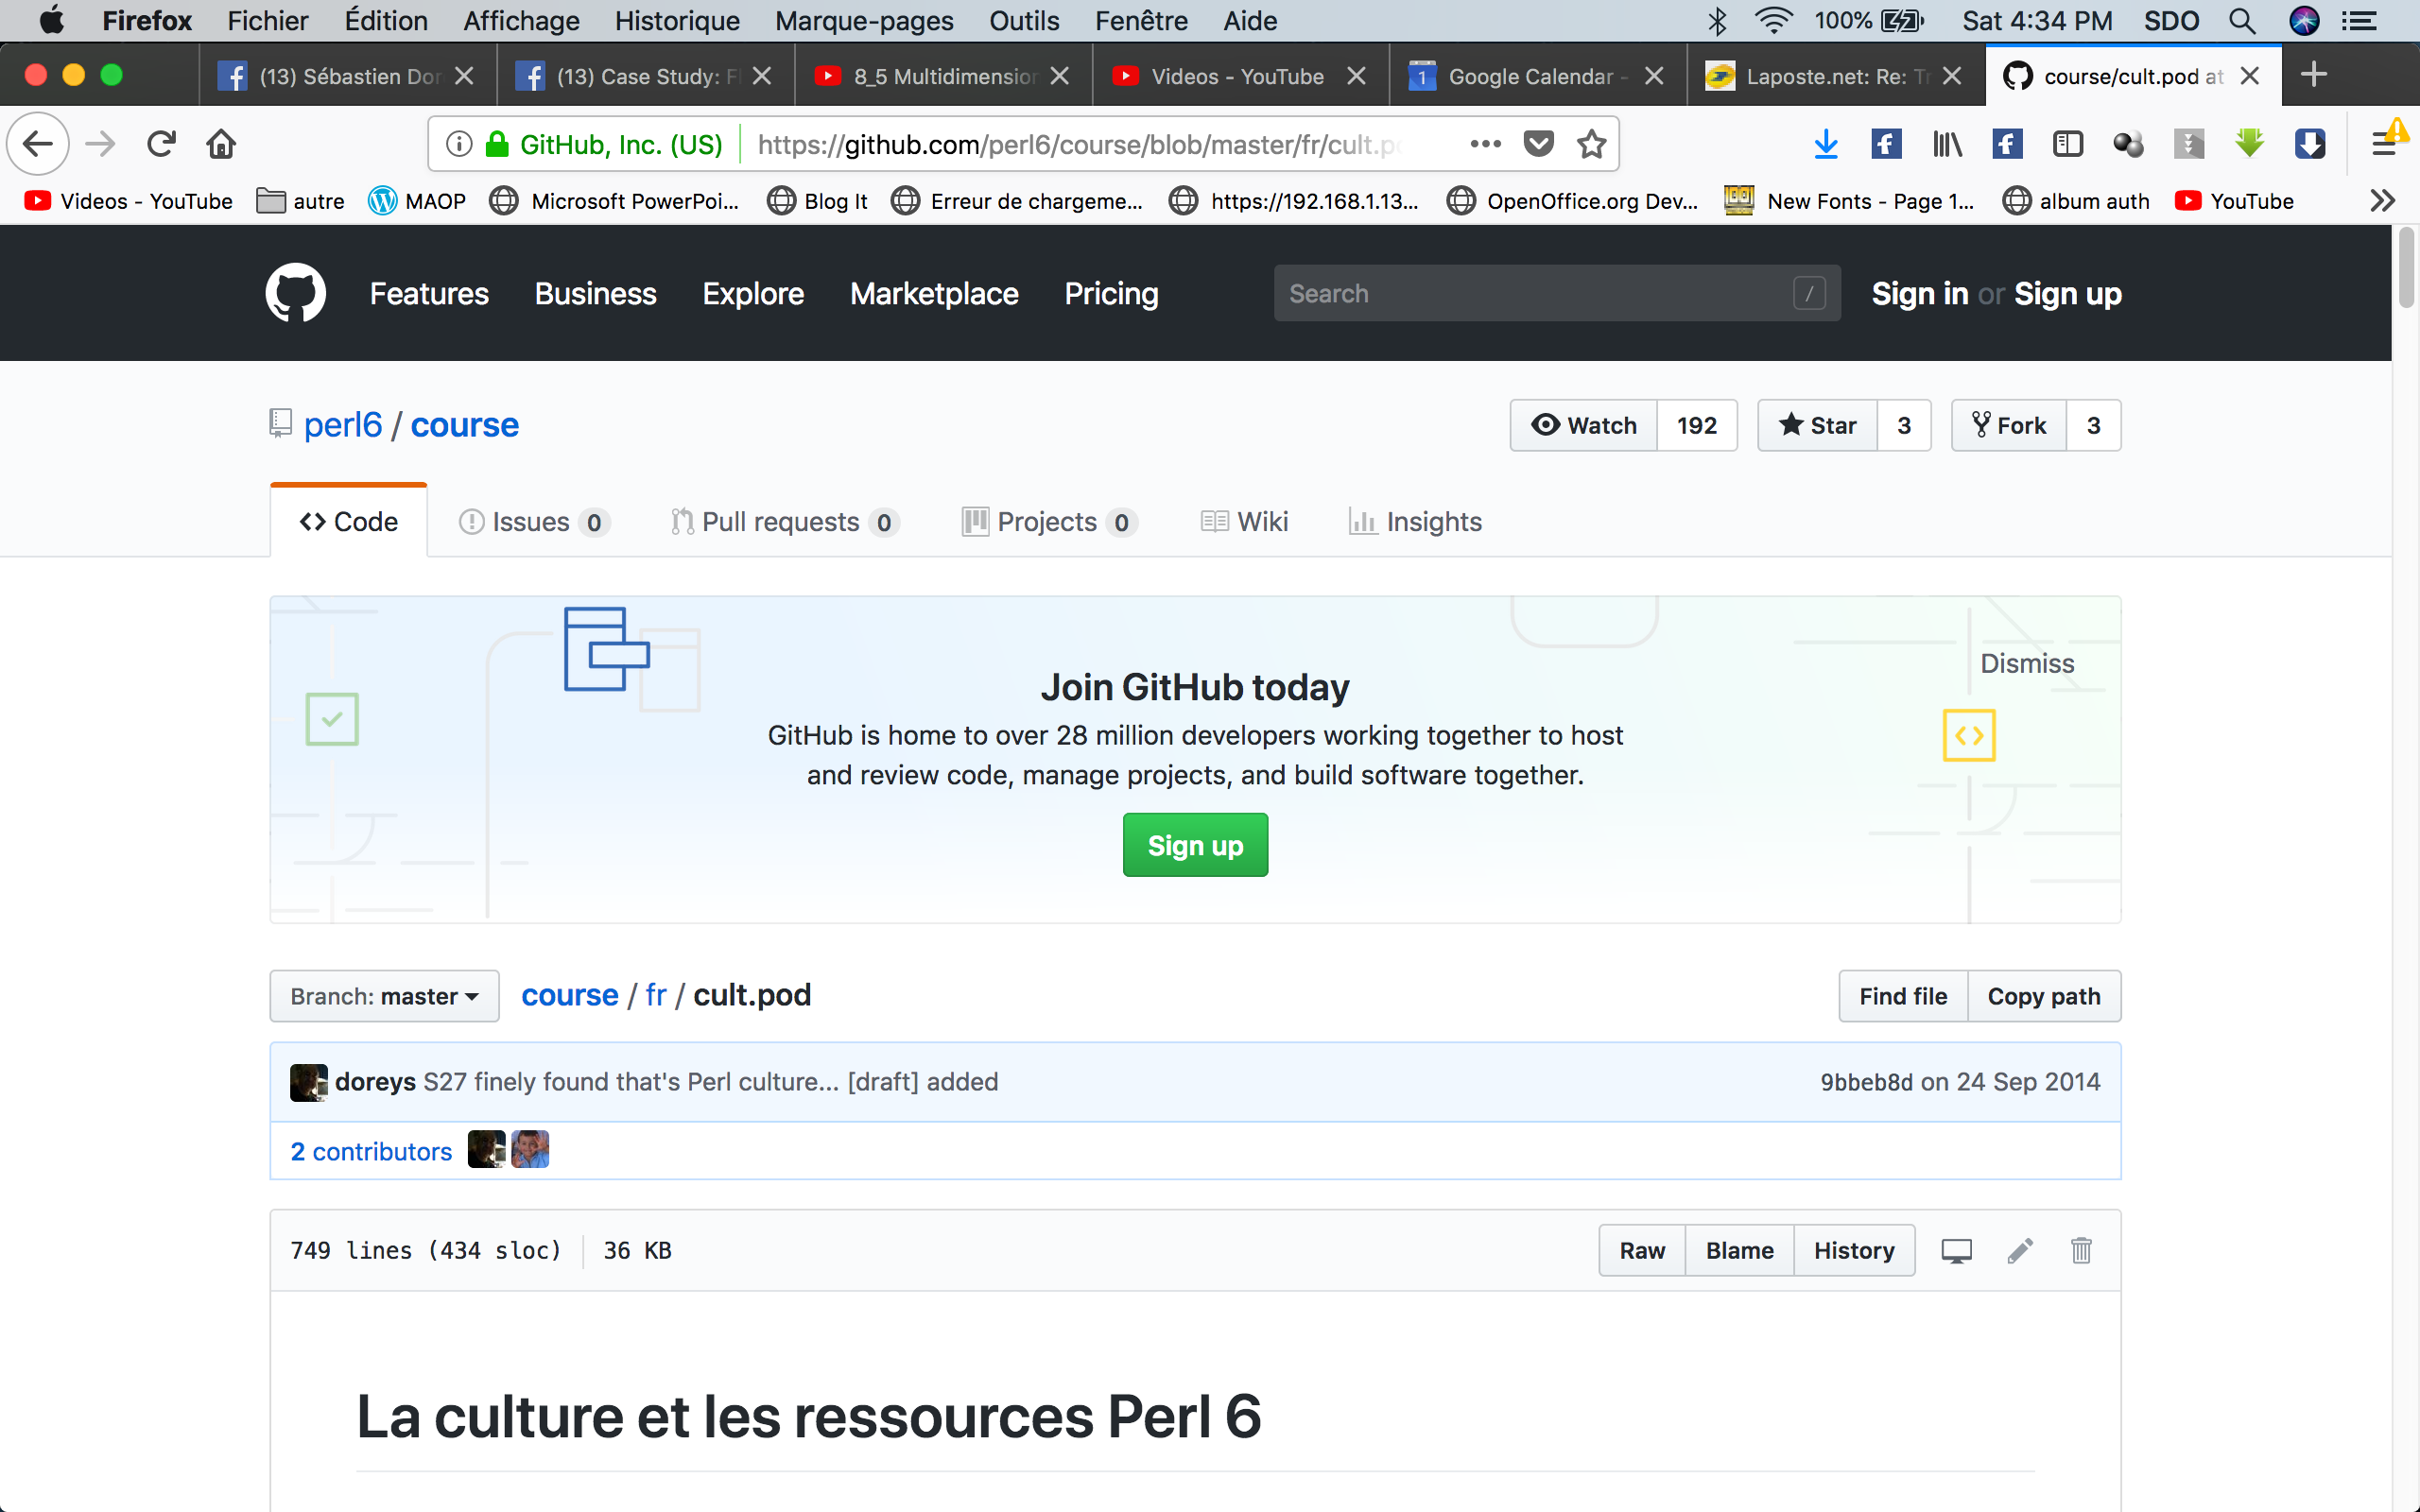 Firefox Fichier Édition Affichage Historique Marque-pages Outils Fenêtre Aide 100% Sat 4:34 PM SDO
(13) Sébastien Dor (13) Case Study: F 8_5 Multidimension Videos - YouTube 1 Google Calendar - Laposte.net: Re: Tr course/cult.pod at
GitHub, Inc. (US) https://github.com/perl6/course/blob/master/fr/cult.p
Videos - YouTube autre MAOP Microsoft PowerPoi... Blog It Erreur de chargeme... https://192.168.1.13... OpenOffice.org Dev... New Fonts - Page 1... album auth YouTube
Features Business Explore Marketplace Pricing Search / Sign in or Sign up
perl6 / course Watch 192 Star 3 Fork 3
Code Issues 0 Pull requests 0 Projects 0 Wiki Insights
Dismiss
Join GitHub today
GitHub is home to over 28 million developers working together to host
and review code, manage projects, and build software together.
Sign up
Branch: master course / fr / cult.pod Find file Copy path
doreys S27 finely found that's Perl culture... [draft] added 9bbeb8d on 24 Sep 2014
2 contributors
749 lines (434 sloc) 36 KB Raw Blame History
La culture et les ressources Perl 6